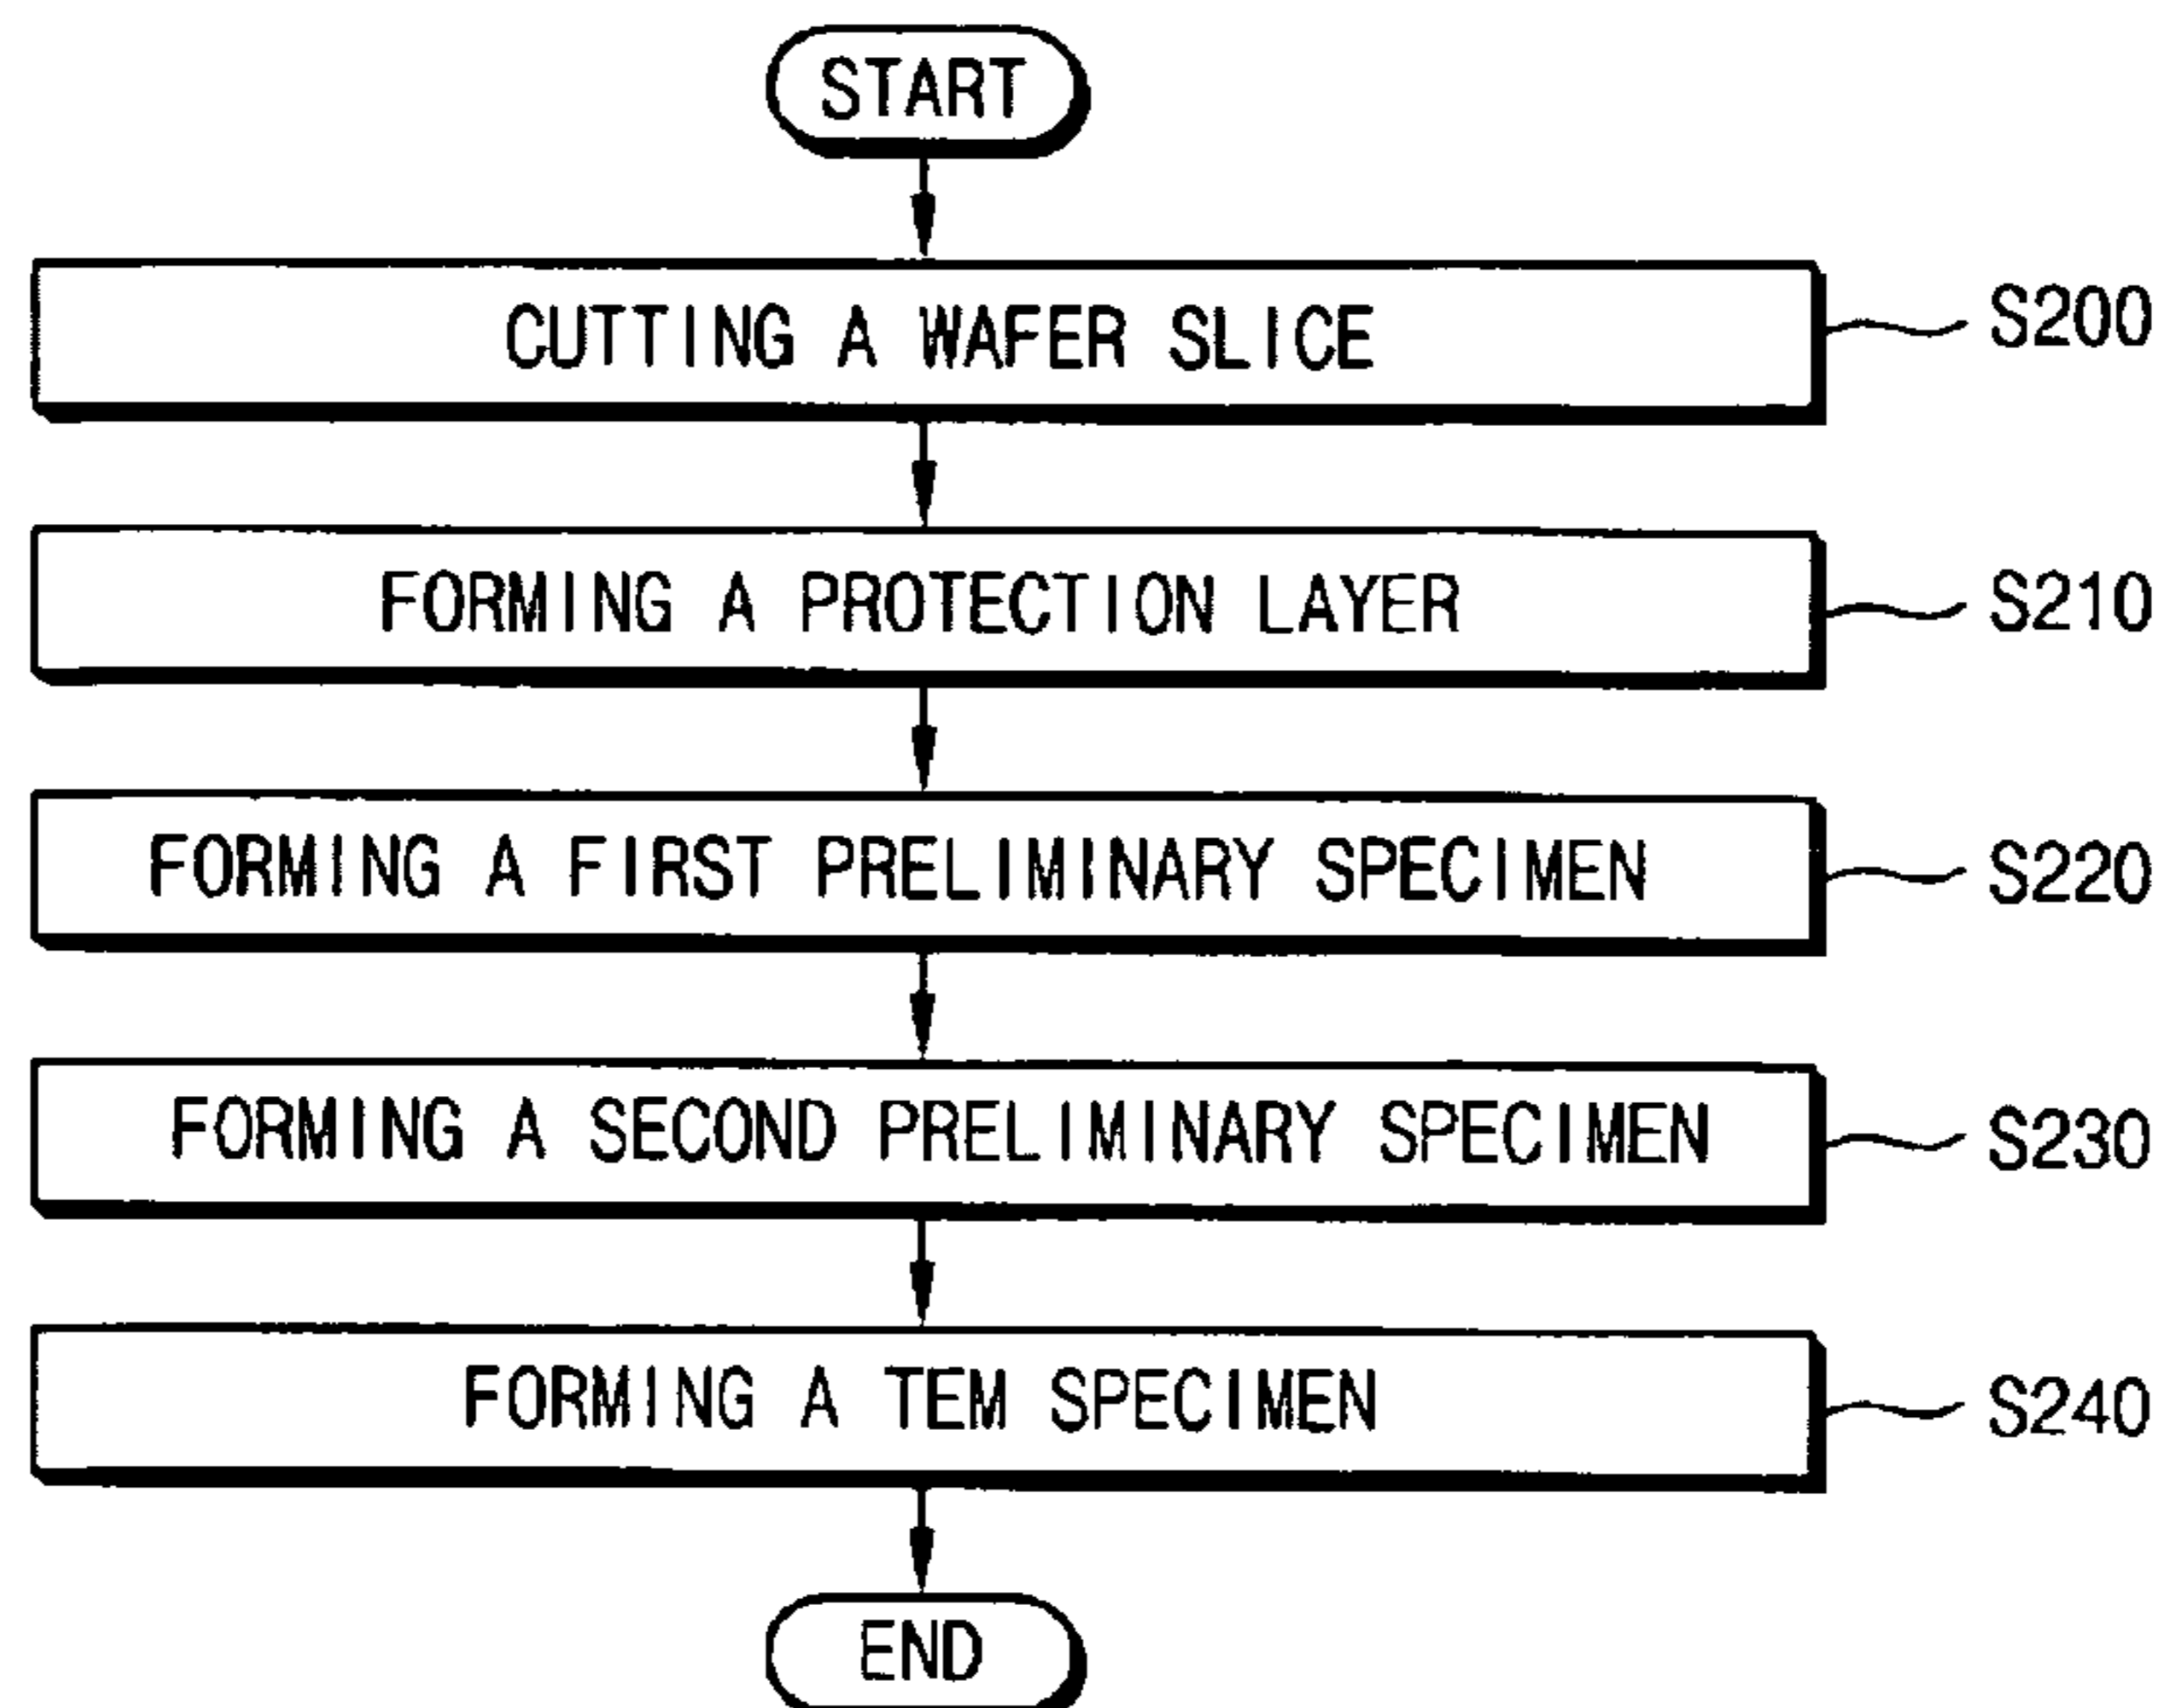 START
CUTTING A WAFER SLICE S200
FORMING A PROTECTION LAYER S210
FORMING A FIRST PRELIMINARY SPECIMEN S220
FORMING A SECOND PRELIMINARY SPECIMEN S230
FORMING A TEM SPECIMEN S240
END